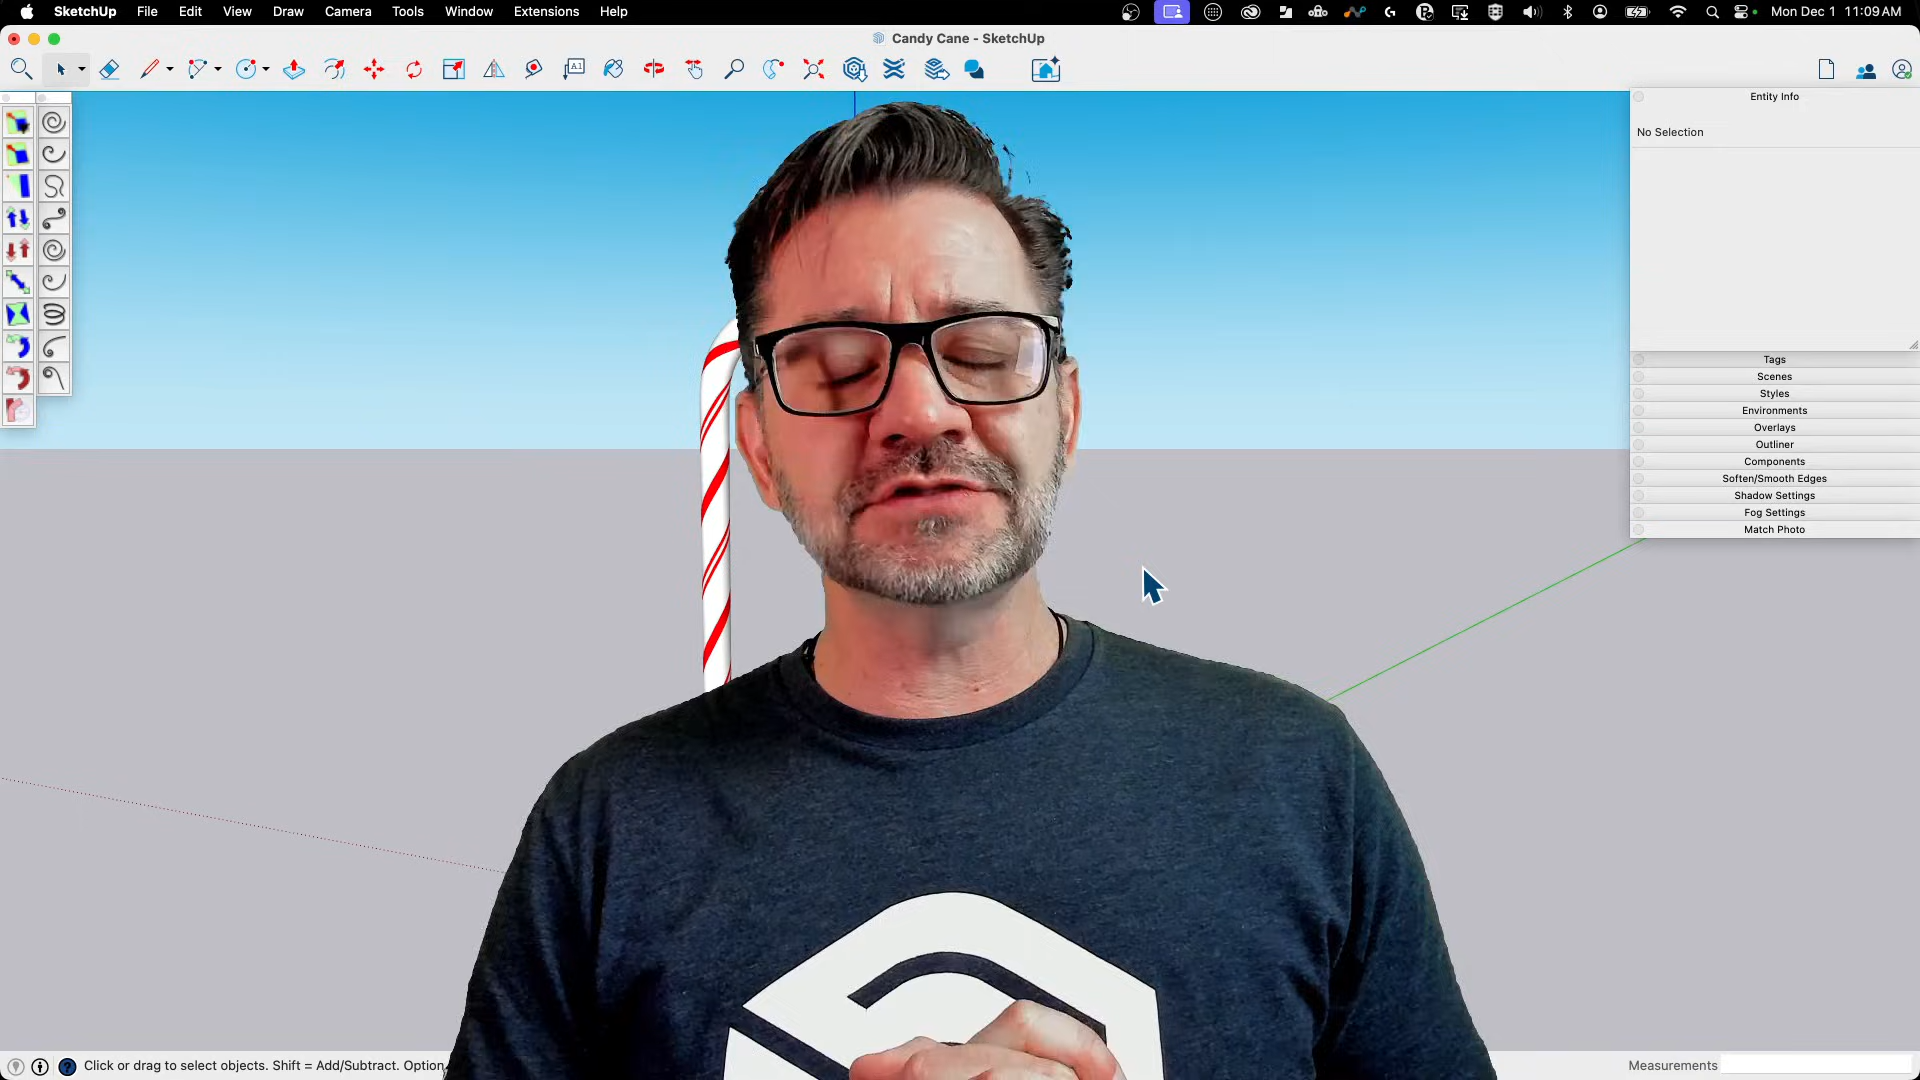 SketchUp File Edit View Draw Camera Tools Window Extensions Help Mon Dec 1 11:09 AM
Candy Cane - SketchUp
A1
Entity Info
No Selection
Tags
Scenes
Styles
Environments
Overlays
Outliner
Components
Soften/Smooth Edges
Shadow Settings
Fog Settings
Match Photo
Click or drag to select objects. Shift = Add/Subtract. Option
Measurements